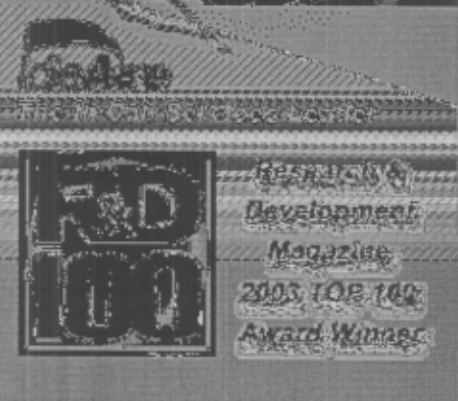 R&D
100
Research &
Development
Magazine
2003 TOP 100
Award Winner